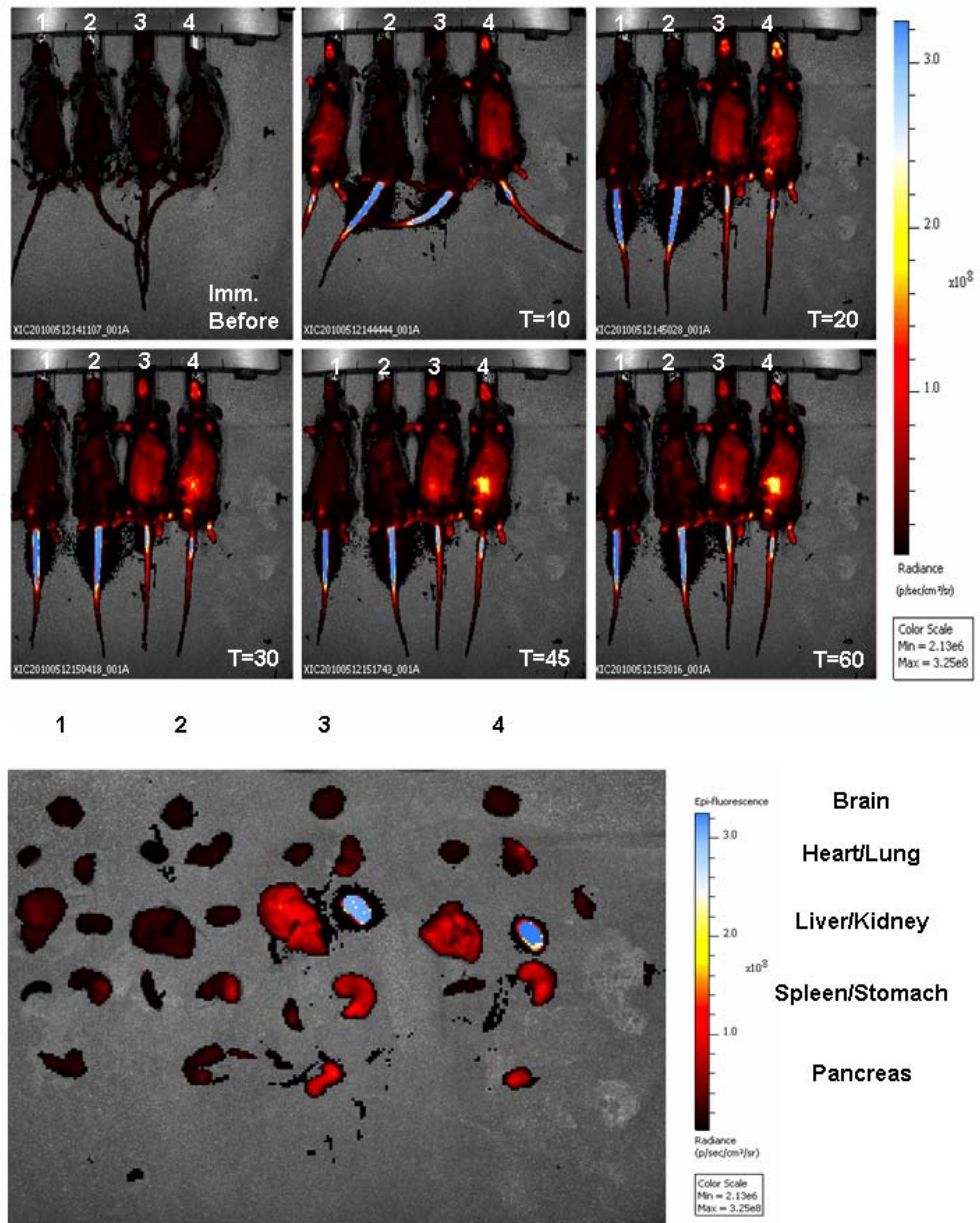 1 2 3 4
Imm.
Before
XIC20100512141107_001A
1 2 3 4
T=10
XIC20100512144444_001A
1 2 3 4
T=20
XIC20100512145028_001A
1 2 3 4
T=30
XIC20100512150418_001A
1 2 3 4
T=45
XIC20100512151743_001A
1 2 3 4
T=60
XIC20100512153016_001A
3.0
2.0
x10⁸
1.0
Radiance
(p/sec/cm²/sr)
Color Scale
Min = 2.13e6
Max = 3.25e8
1 2 3 4
Epi-fluorescence
3.0
2.0
x10⁸
1.0
Radiance
(p/sec/cm²/sr)
Color Scale
Min = 2.13e6
Max = 3.25e8
Brain
Heart/Lung
Liver/Kidney
Spleen/Stomach
Pancreas